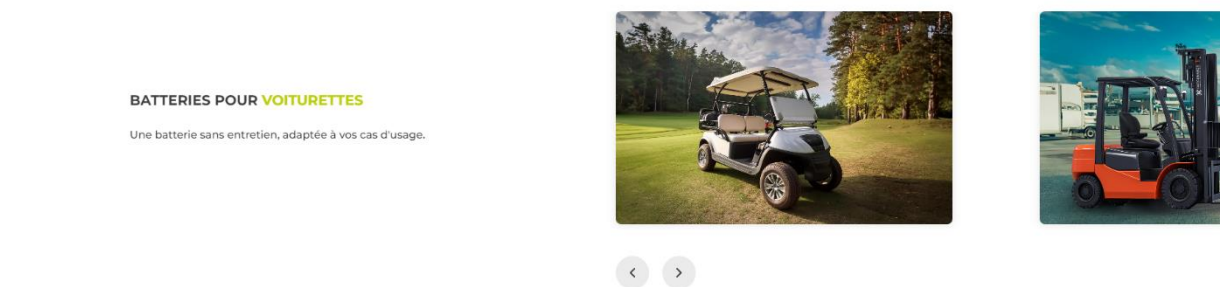 BATTERIES POUR VOITURETTES
Une batterie sans entretien, adaptée à vos cas d'usage.